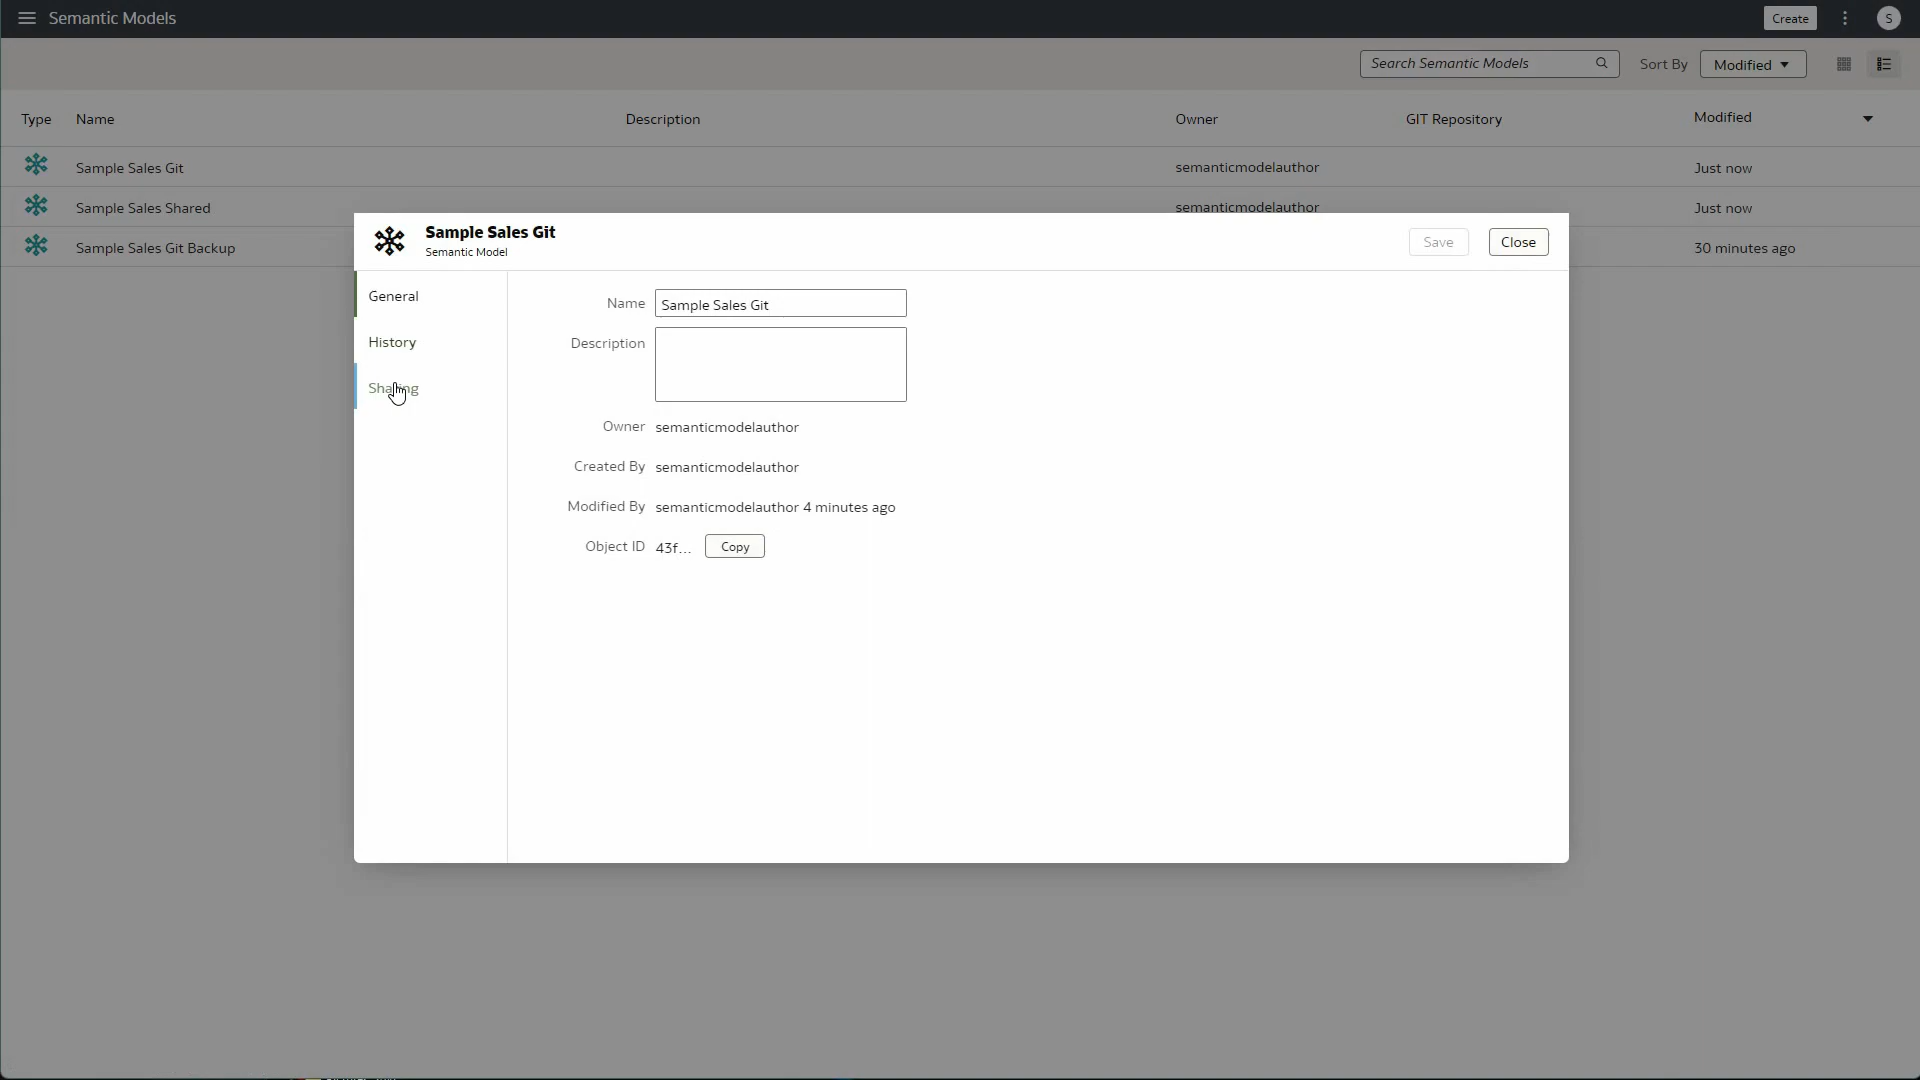 Semantic Models
Create
S
Search Semantic Models
Sort By
Modified
Type Name Description Owner GIT Repository Modified
Sample Sales Git semanticmodelauthor Just now
Sample Sales Shared semanticmodelauthor Just now
Sample Sales Git Backup 30 minutes ago
Sample Sales Git
Semantic Model
Save
Close
General
History
Sharing
Name Sample Sales Git
Description
Owner semanticmodelauthor
Created By semanticmodelauthor
Modified By semanticmodelauthor 4 minutes ago
Object ID 43f... Copy